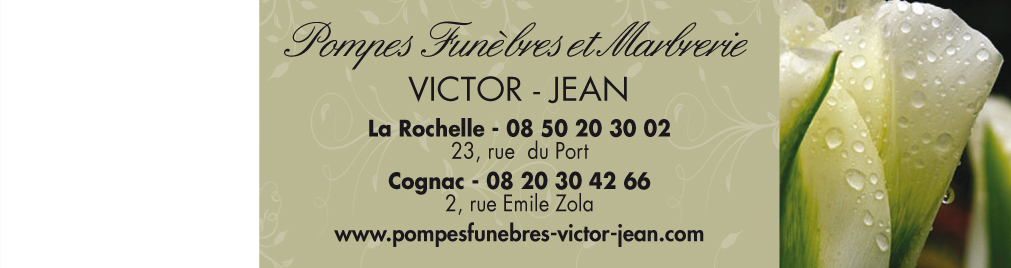 Pompes Funèbres et Marbrerie
VICTOR - JEAN
La Rochelle - 08 50 20 30 02
23, rue du Port
Cognac - 08 20 30 42 66
2, rue Emile Zola
www.pompesfunebres-victor-jean.com